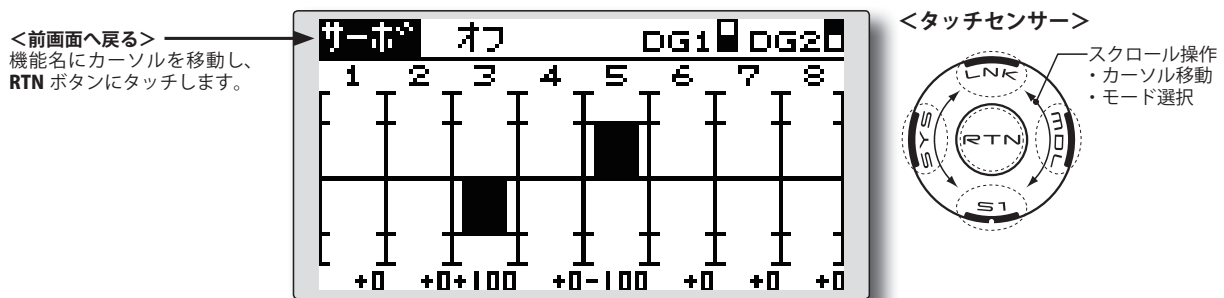 ＜前画面へ戻る＞
機能名にカーソルを移動し、
RTN ボタンにタッチします。
サーボ オフ DG1 DG2
1 2 3 4 5 6 7 8
+0 +0+100 +0-100 +0 +0 +0
＜タッチセンサー＞
スクロール操作
・カーソル移動
・モード選択
LNK
SYS
RTN
MDL
S1